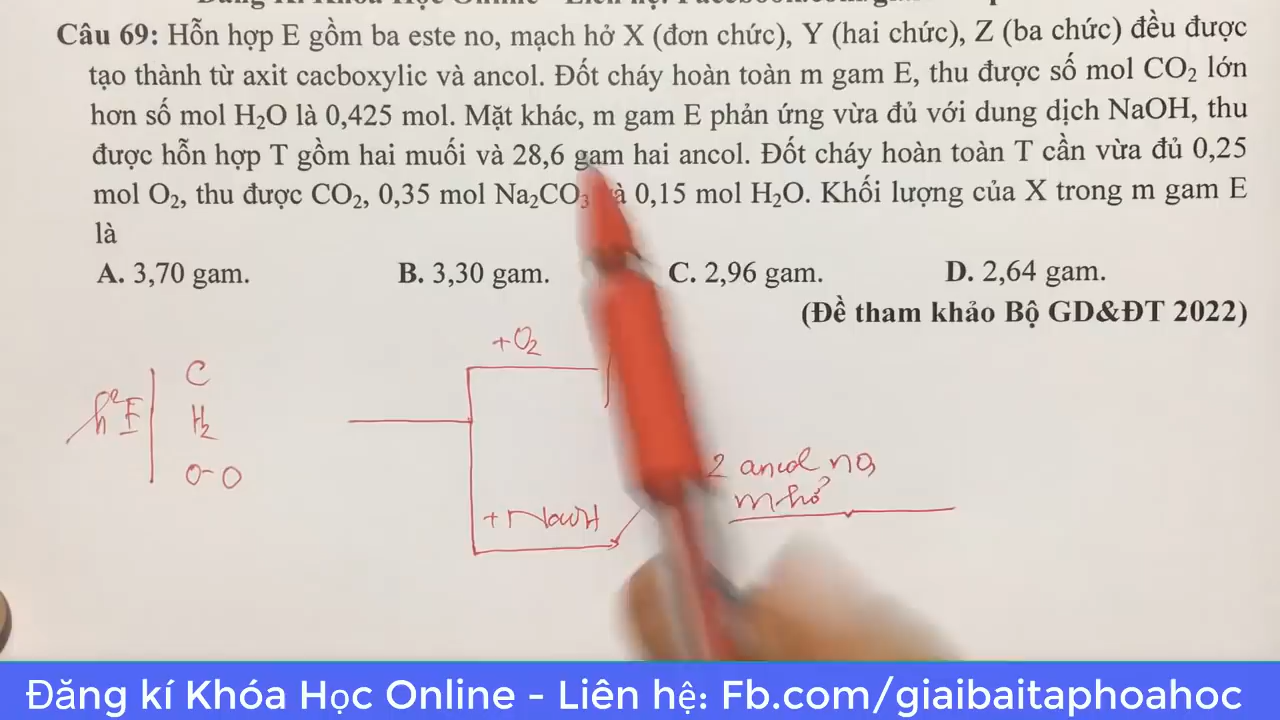 Câu 69: Hỗn hợp E gồm ba este no, mạch hở X (đơn chức), Y (hai chức), Z (ba chức) đều được
tạo thành từ axit cacboxylic và ancol. Đốt cháy hoàn toàn m gam E, thu được số mol CO₂ lớn
hơn số mol H₂O là 0,425 mol. Mặt khác, m gam E phản ứng vừa đủ với dung dịch NaOH, thu
được hỗn hợp T gồm hai muối và 28,6 gam hai ancol. Đốt cháy hoàn toàn T cần vừa đủ 0,25
mol O₂, thu được CO₂, 0,35 mol Na₂CO₃ 0,15 mol H₂O. Khối lượng của X trong m gam E
là
A. 3,70 gam. B. 3,30 gam. C. 2,96 gam. D. 2,64 gam.
(Đề tham khảo Bộ GD&ĐT 2022)
+O₂
C
h² E H₂
O-O
2 ancol no,
m hở
+NaOH
Đăng kí Khóa Học Online - Liên hệ: Fb.com/giaibaitaphoahoc